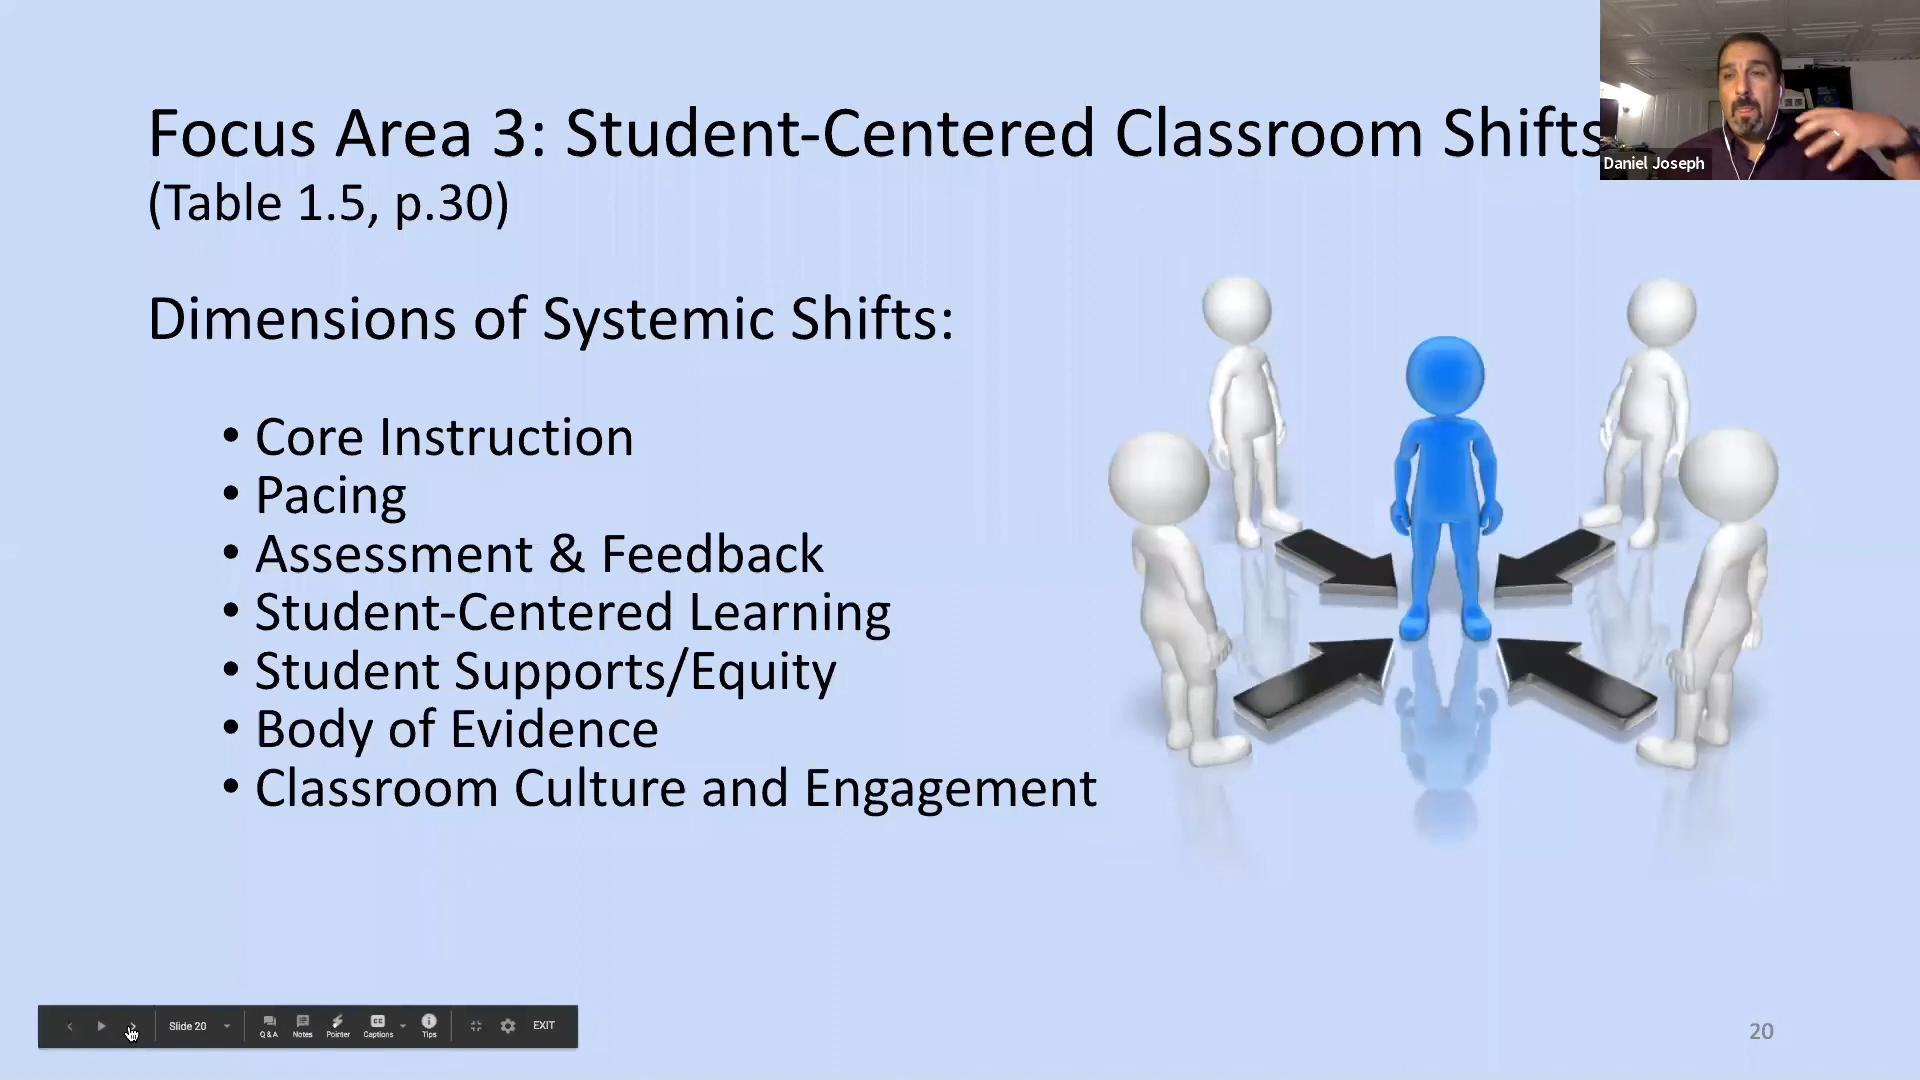 Focus Area 3: Student-Centered Classroom Shifts
(Table 1.5, p.30)
Daniel Joseph
Dimensions of Systemic Shifts:
• Core Instruction
• Pacing
• Assessment & Feedback
• Student-Centered Learning
• Student Supports/Equity
• Body of Evidence
• Classroom Culture and Engagement
Slide 20
Q&A
Notes
Pointer
CC
Captions
Tips
EXIT
20